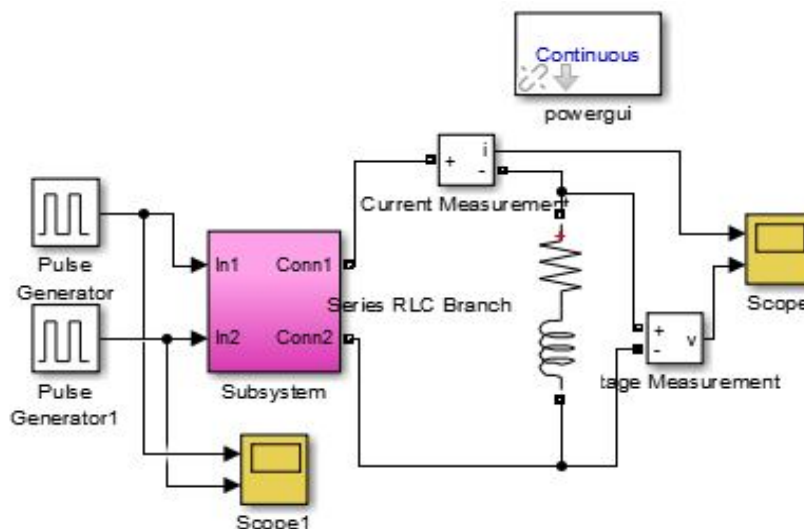 Continuous
powergui
+
i
-
Current Measurement
Pulse
Generator
In1
Conn1
In2
Conn2
Subsystem
Series RLC Branch
+
Scope
+
-
v
tage Measurement
Pulse
Generator1
Scope1